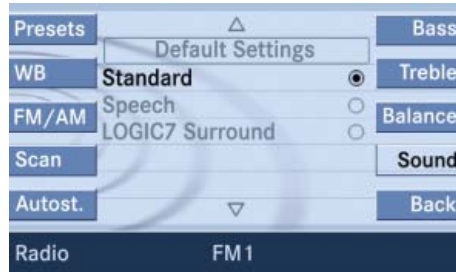 Presets
Bass
Default Settings
WB
Standard
Treble
Speech
FM/AM
Balance
LOGIC7 Surround
Scan
Sound
Autost.
Back
Radio FM1